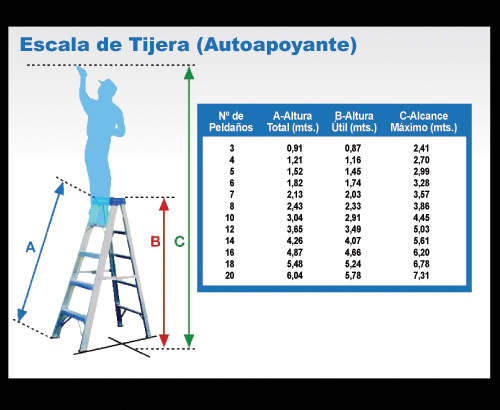 Escala de Tijera (Autoapoyante)
Nº de Peldaños A-Altura Total (mts.) B-Altura Útil (mts.) C-Alcance Máximo (mts.)
3 0,91 0,87 2,41
4 1,21 1,16 2,70
5 1,52 1,45 2,99
6 1,82 1,74 3,28
7 2,13 2,03 3,57
8 2,43 2,33 3,86
10 3,04 2,91 4,45
12 3,65 3,49 5,03
14 4,26 4,07 5,61
16 4,87 4,66 6,20
18 5,48 5,24 6,78
20 6,04 5,78 7,31
A
B
C